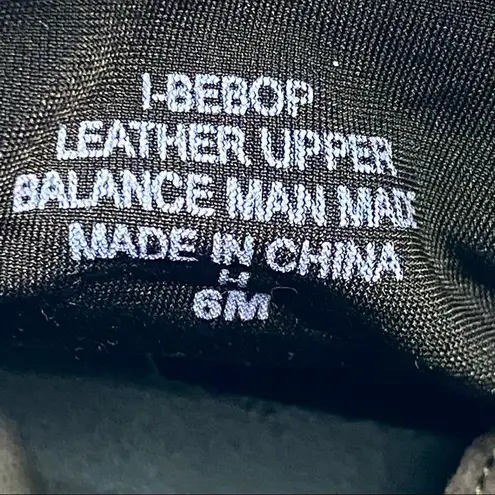 I-BEBOP
LEATHER UPPER
BALANCE MAN MADE
MADE IN CHINA
H
6M